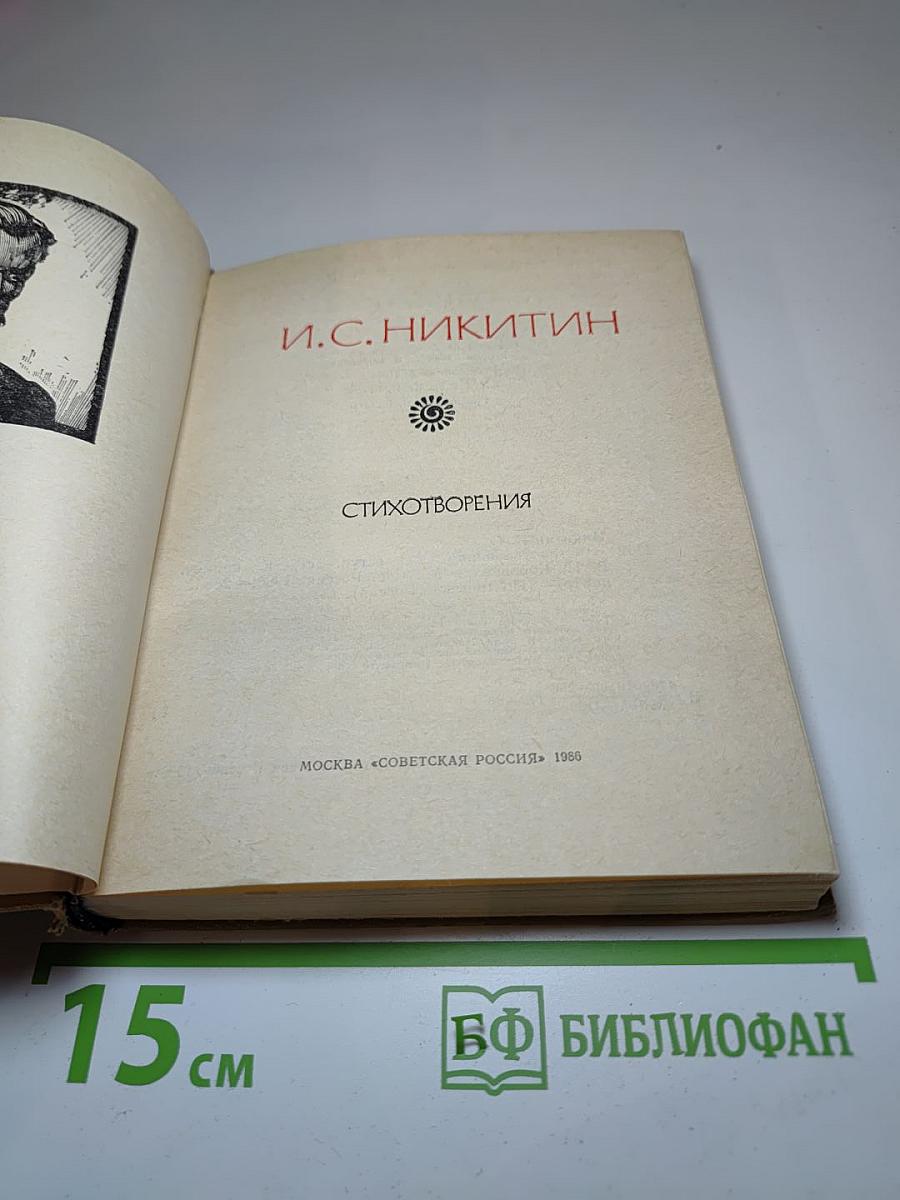 И. С. НИКИТИН
СТИХОТВОРЕНИЯ
МОСКВА «СОВЕТСКАЯ РОССИЯ» 1986
15 см
БФ БИБЛИОФАН